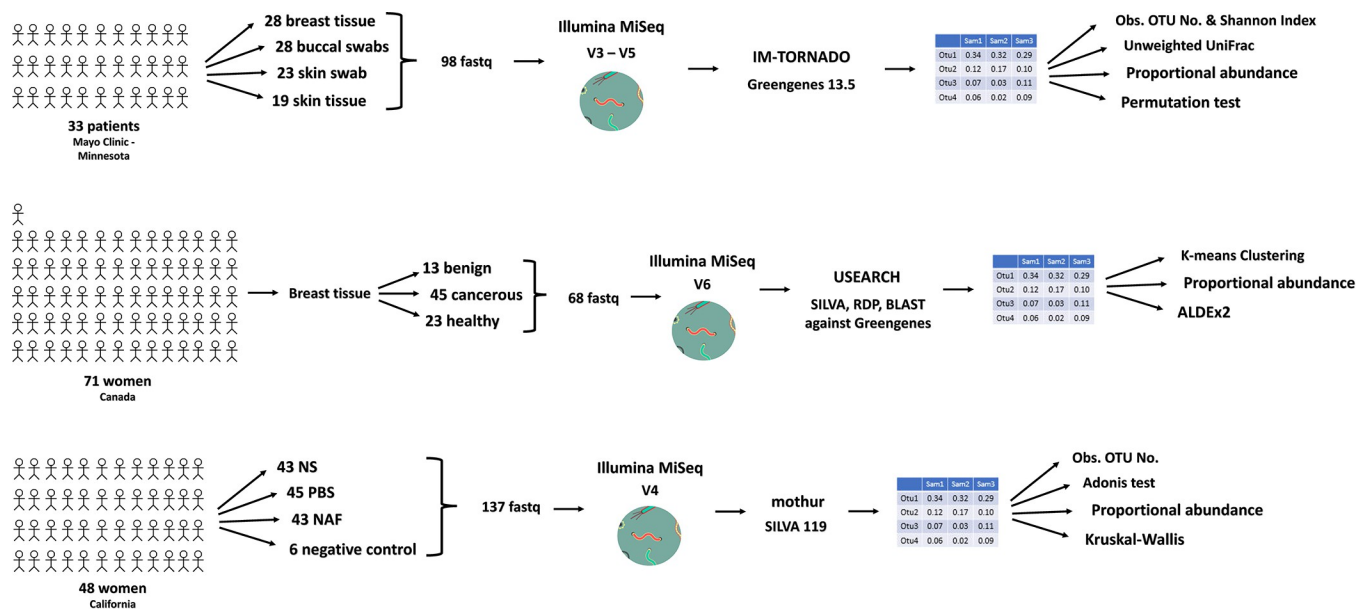 28 breast tissue
28 buccal swabs
23 skin swab
19 skin tissue
33 patients
Mayo Clinic -
Minnesota
98 fastq
Illumina MiSeq
V3 – V5
IM-TORNADO
Greengenes 13.5
Sam1 Sam2 Sam3
Otu1 0.34 0.32 0.29
Otu2 0.12 0.17 0.10
Otu3 0.07 0.03 0.11
Otu4 0.06 0.02 0.09
Obs. OTU No. & Shannon Index
Unweighted UniFrac
Proportional abundance
Permutation test
71 women
Canada
Breast tissue
13 benign
45 cancerous
23 healthy
68 fastq
Illumina MiSeq
V6
USEARCH
SILVA, RDP, BLAST
against Greengenes
Sam1 Sam2 Sam3
Otu1 0.34 0.32 0.29
Otu2 0.12 0.17 0.10
Otu3 0.07 0.03 0.11
Otu4 0.06 0.02 0.09
K-means Clustering
Proportional abundance
ALDEx2
48 women
California
43 NS
45 PBS
43 NAF
6 negative control
137 fastq
Illumina MiSeq
V4
mothur
SILVA 119
Sam1 Sam2 Sam3
Otu1 0.34 0.32 0.29
Otu2 0.12 0.17 0.10
Otu3 0.07 0.03 0.11
Otu4 0.06 0.02 0.09
Obs. OTU No.
Adonis test
Proportional abundance
Kruskal-Wallis